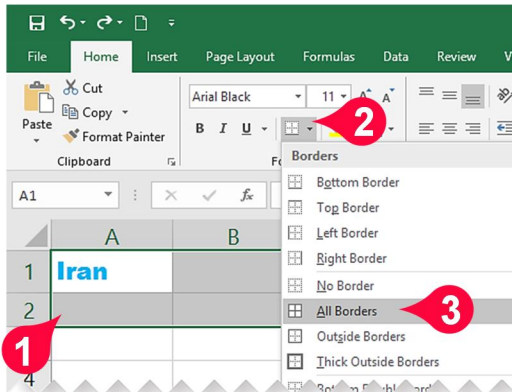 File Home Insert Page Layout Formulas Data Review
Cut
Copy
Format Painter
Paste
Clipboard
Arial Black 11 A A
B I U
2
Borders
Bottom Border
Top Border
Left Border
Right Border
No Border
All Borders
Outside Borders
Thick Outside Borders
3
A1 fx
A B
1 Iran
2
1
4